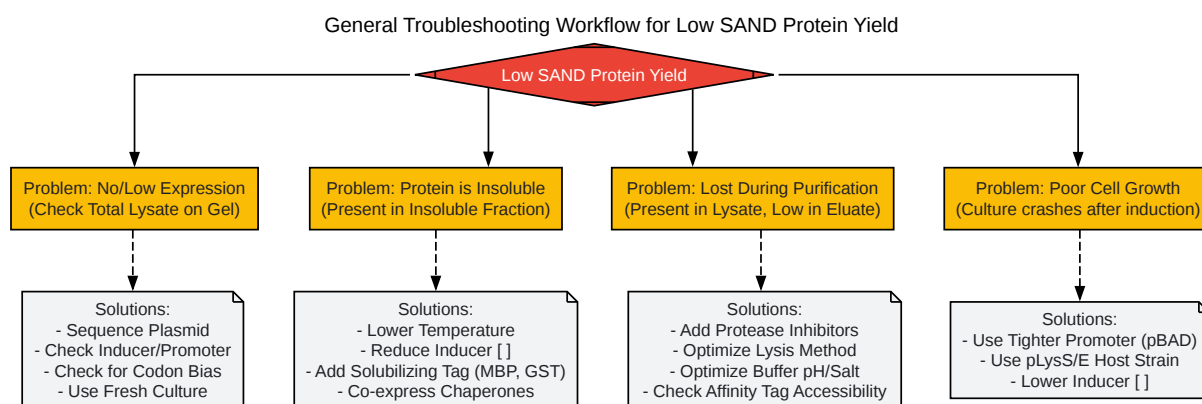 General Troubleshooting Workflow for Low SAND Protein Yield
Low SAND Protein Yield
Problem: No/Low Expression
(Check Total Lysate on Gel)
Problem: Protein is Insoluble
(Present in Insoluble Fraction)
Problem: Lost During Purification
(Present in Lysate, Low in Eluate)
Problem: Poor Cell Growth
(Culture crashes after induction)
Solutions:
- Sequence Plasmid
- Check Inducer/Promoter
- Check for Codon Bias
- Use Fresh Culture
Solutions:
- Lower Temperature
- Reduce Inducer [ ]
- Add Solubilizing Tag (MBP, GST)
- Co-express Chaperones
Solutions:
- Add Protease Inhibitors
- Optimize Lysis Method
- Optimize Buffer pH/Salt
- Check Affinity Tag Accessibility
Solutions:
- Use Tighter Promoter (pBAD)
- Use pLysS/E Host Strain
- Lower Inducer [ ]